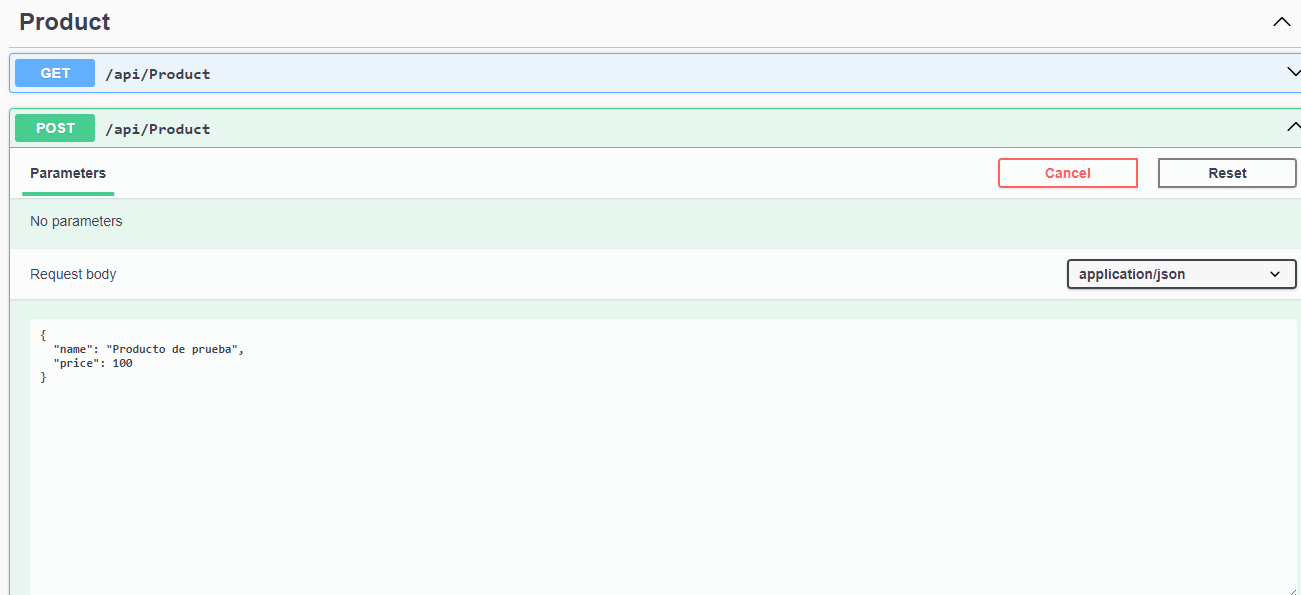 Product
GET /api/Product
POST /api/Product
Parameters Cancel Reset
No parameters
Request body application/json
{
  "name": "Producto de prueba",
  "price": 100
}